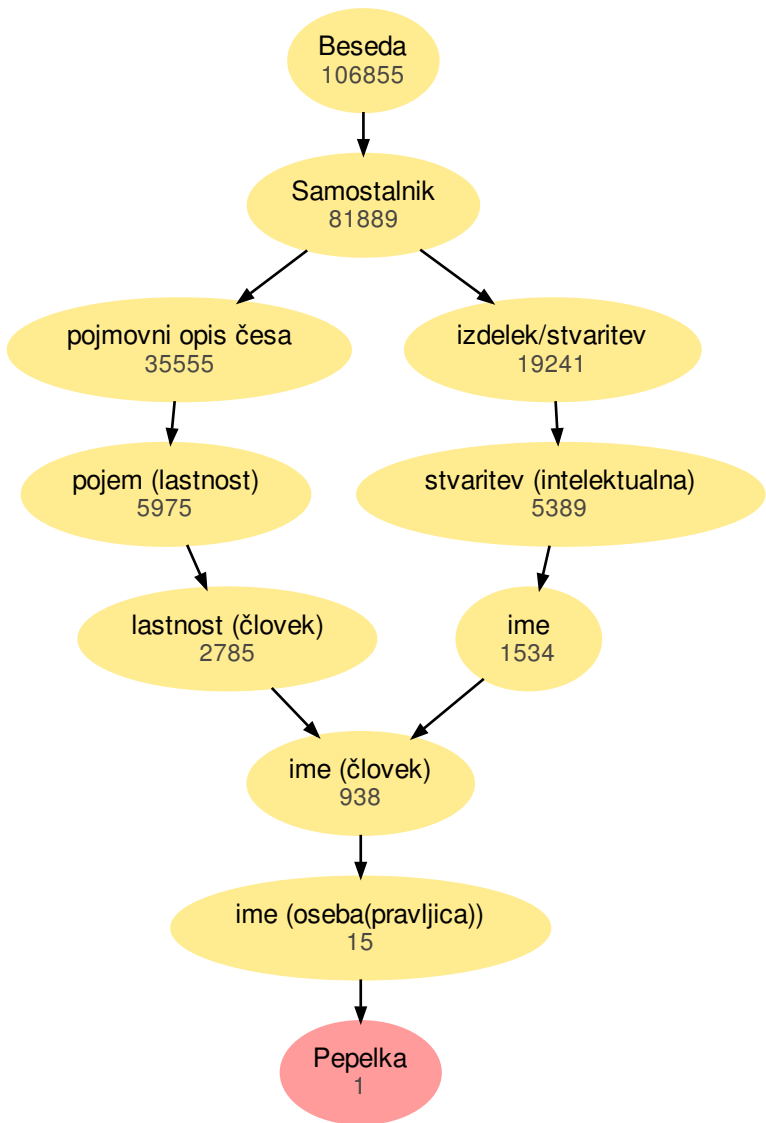 Beseda
106855
Samostalnik
81889
pojmovni opis česa
35555
izdelek/stvaritev
19241
pojem (lastnost)
5975
stvaritev (intelektualna)
5389
lastnost (človek)
2785
ime
1534
ime (človek)
938
ime (oseba(pravljica))
15
Pepelka
1